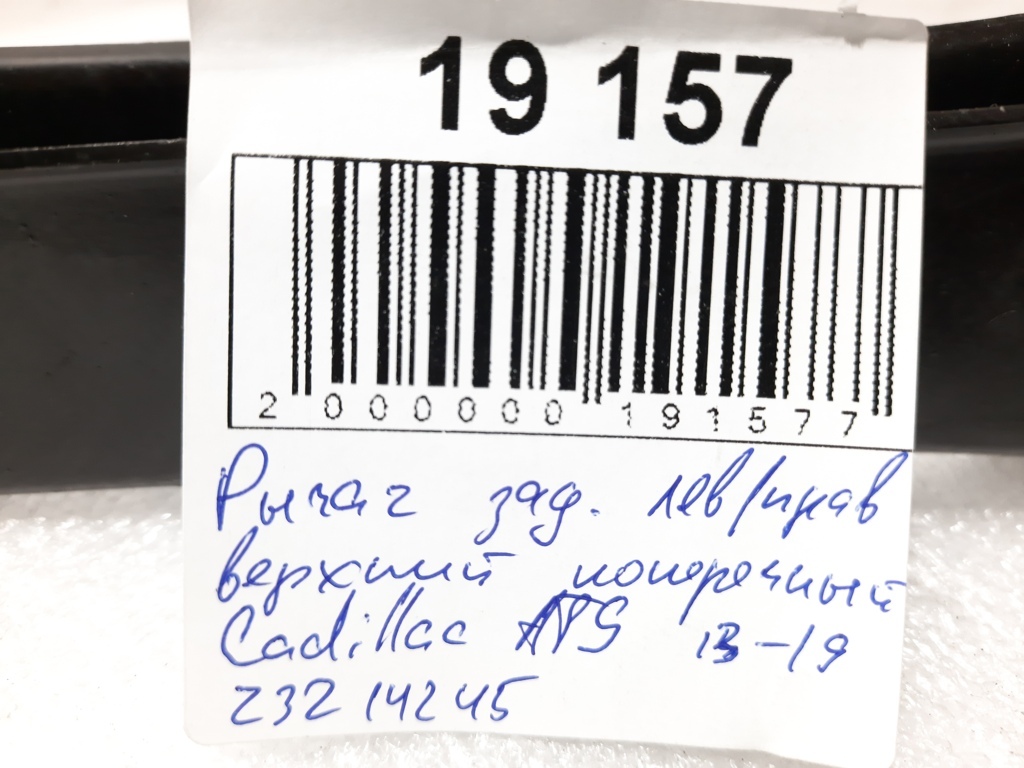 19 157
2 000000 191577
Рычаг зад. лев/прав
верхний поперечный
Cadillac ATS 13-19
23214245